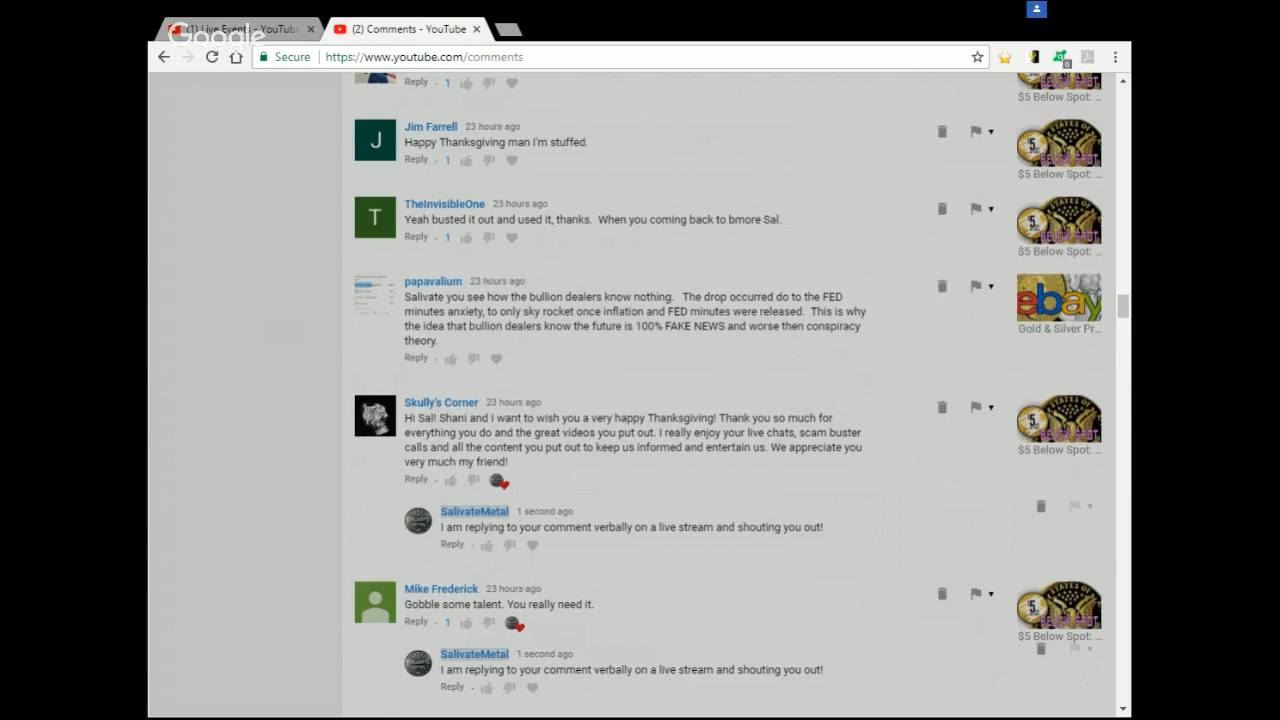 (1) Live Events - YouTube
(2) Comments - YouTube
Google
Secure
https://www.youtube.com/comments
0
Reply
1
$5 Below Spot: ...
J
Jim Farrell 23 hours ago
Happy Thanksgiving man I'm stuffed.
Reply
1
$5 Below Spot: ...
T
TheInvisibleOne 23 hours ago
Yeah busted it out and used it, thanks. When you coming back to bmore Sal.
Reply
1
BELOW SPOT
$5 Below Spot: ...
papavalium 23 hours ago
Salivate you see how the bullion dealers know nothing. The drop occurred do to the FED
minutes anxiety, to only sky rocket once inflation and FED minutes were released. This is why
the idea that bullion dealers know the future is 100% FAKE NEWS and worse then conspiracy
theory.
Reply
ebay
Gold & Silver Pr...
Skully's Corner 23 hours ago
Hi Sal! Shani and I want to wish you a very happy Thanksgiving! Thank you so much for
everything you do and the great videos you put out. I really enjoy your live chats, scam buster
calls and all the content you put out to keep us informed and entertain us. We appreciate you
very much my friend!
Reply
BELOW SPOT
$5 Below Spot: ...
SalivateMetal 1 second ago
I am replying to your comment verbally on a live stream and shouting you out!
Reply
Mike Frederick 23 hours ago
Gobble some talent. You really need it.
Reply
1
BELOW SPOT
$5 Below Spot: ...
SalivateMetal 1 second ago
I am replying to your comment verbally on a live stream and shouting you out!
Reply